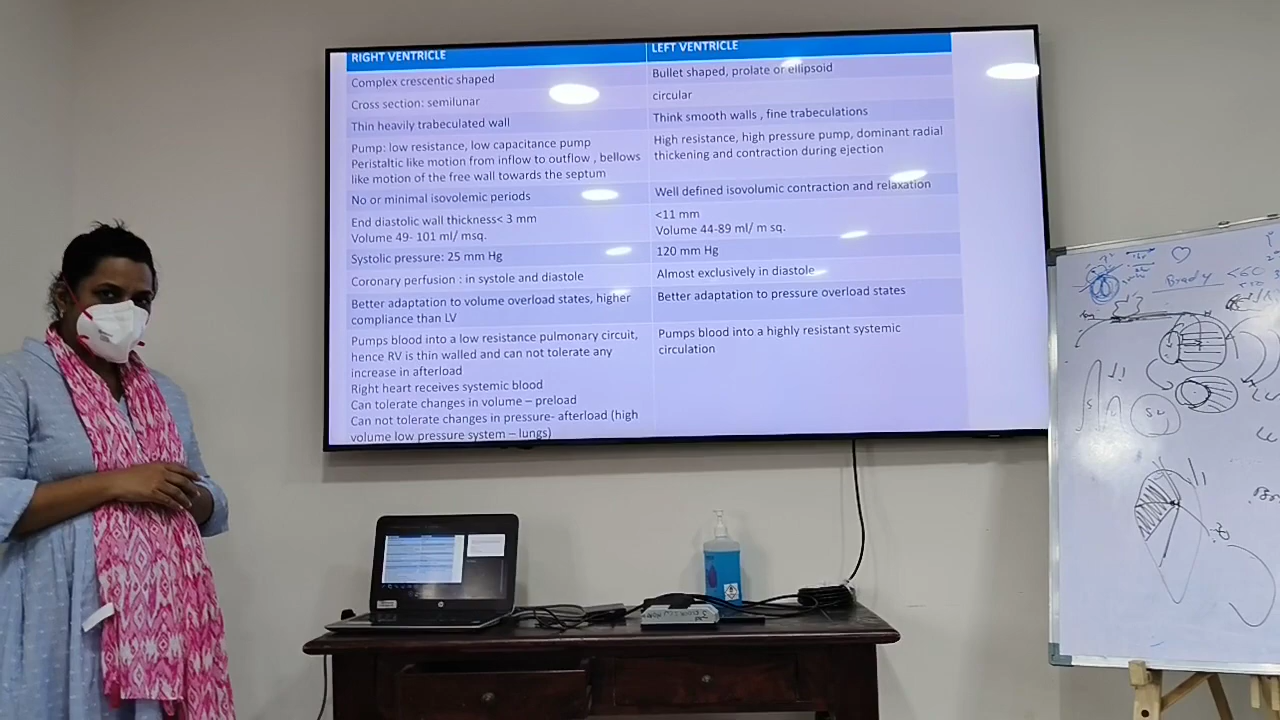 RIGHT VENTRICLE
LEFT VENTRICLE
Complex crescentic shaped
Bullet shaped, prolate or ellipsoid
Cross section: semilunar
circular
Thin heavily trabeculated wall
Think smooth walls , fine trabeculations
Pump: low resistance, low capacitance pump
Peristaltic like motion from inflow to outflow , bellows
like motion of the free wall towards the septum
High resistance, high pressure pump, dominant radial
thickening and contraction during ejection
No or minimal isovolemic periods
Well defined isovolumic contraction and relaxation
End diastolic wall thickness< 3 mm
Volume 49- 101 ml/ msq.
<11 mm
Volume 44-89 ml/ m sq.
Systolic pressure: 25 mm Hg
120 mm Hg
Coronary perfusion : in systole and diastole
Almost exclusively in diastole
Better adaptation to volume overload states, higher
compliance than LV
Better adaptation to pressure overload states
Pumps blood into a low resistance pulmonary circuit,
hence RV is thin walled and can not tolerate any
increase in afterload
Right heart receives systemic blood
Can tolerate changes in volume – preload
Can not tolerate changes in pressure- afterload (high
volume low pressure system – lungs)
Pumps blood into a highly resistant systemic
circulation
Brady <60